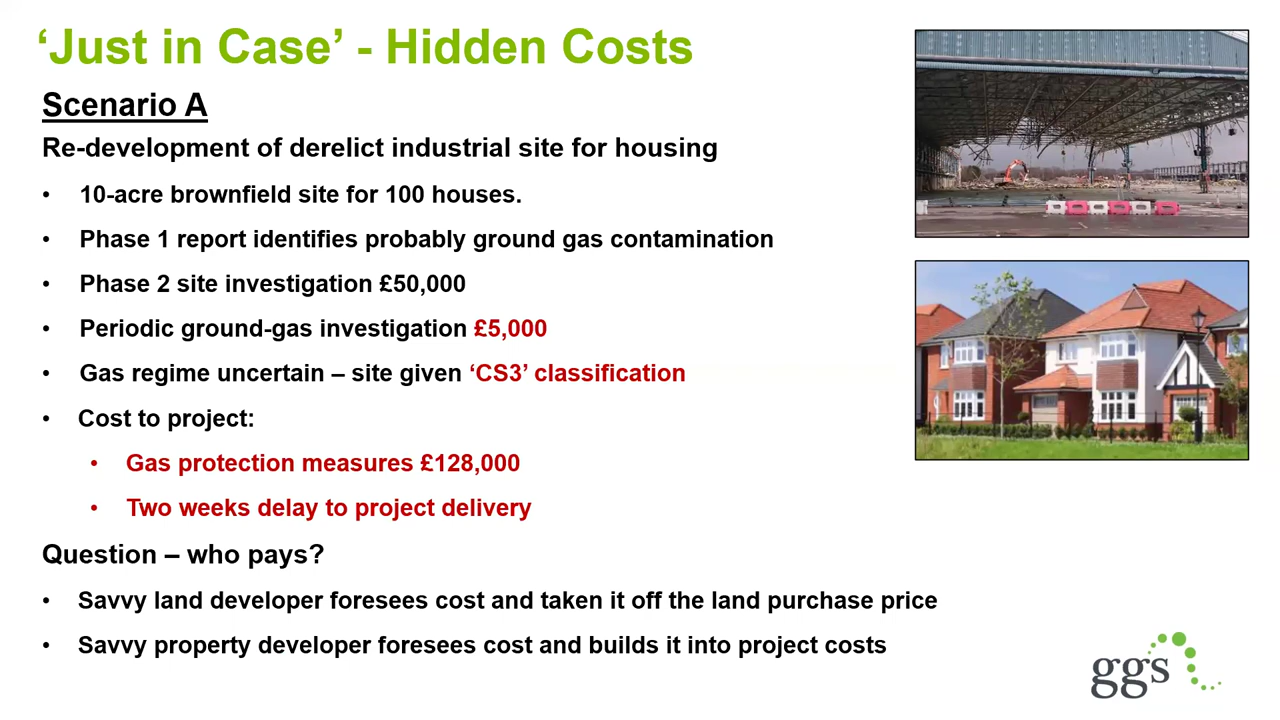 ‘Just in Case’ - Hidden Costs
Scenario A
Re-development of derelict industrial site for housing
• 10-acre brownfield site for 100 houses.
• Phase 1 report identifies probably ground gas contamination
• Phase 2 site investigation £50,000
• Periodic ground-gas investigation £5,000
• Gas regime uncertain – site given ‘CS3’ classification
• Cost to project:
• Gas protection measures £128,000
• Two weeks delay to project delivery
Question – who pays?
• Savvy land developer foresees cost and taken it off the land purchase price
• Savvy property developer foresees cost and builds it into project costs
ggs